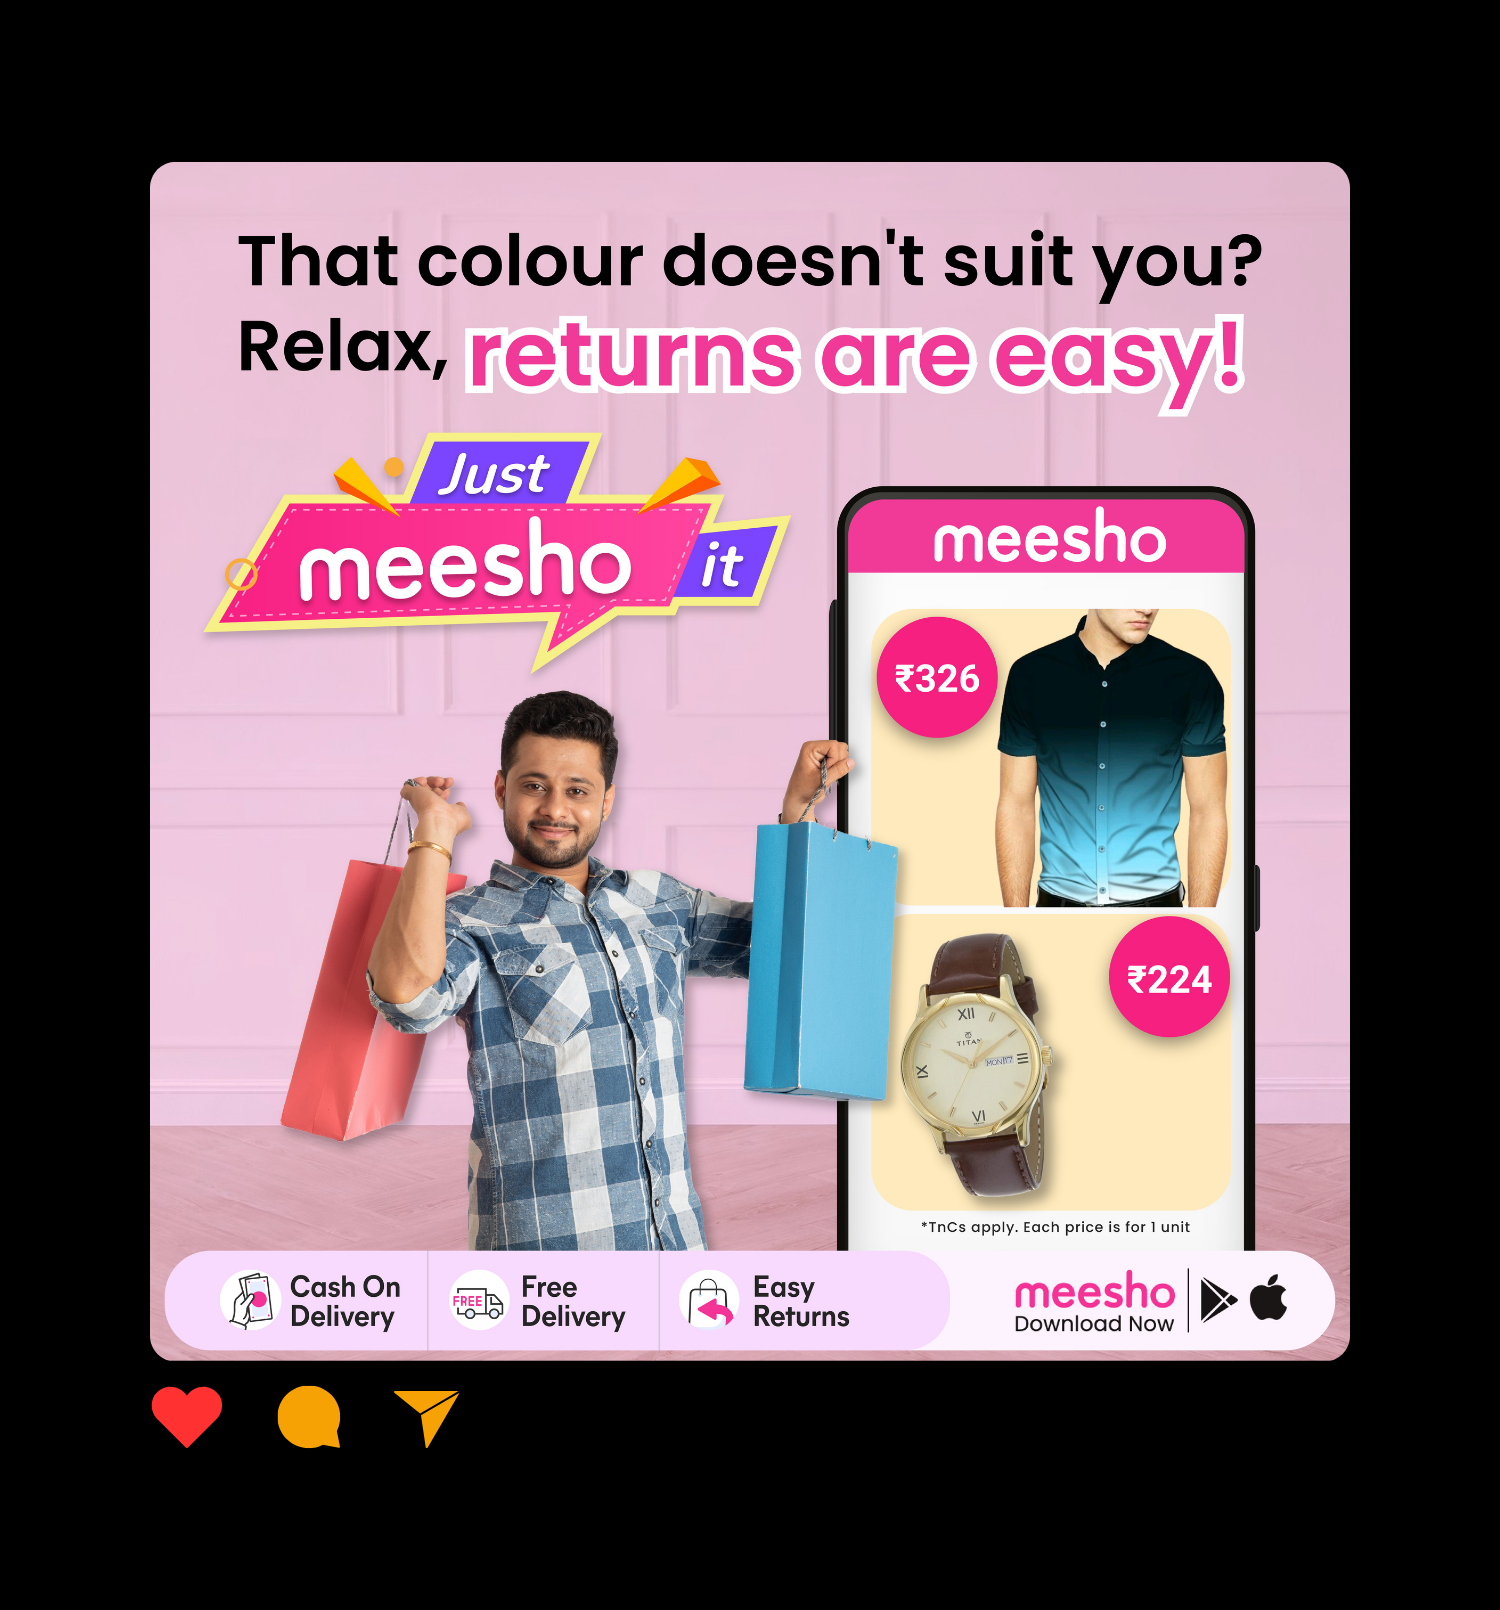 That colour doesn't suit you?
Relax, returns are easy!
Just
meesho
it
meesho
₹326
₹224
XII
TITAN
MON 17
III
IX
VI
*TnCs apply. Each price is for 1 unit
Cash On
Delivery
FREE
Free
Delivery
Easy
Returns
meesho
Download Now